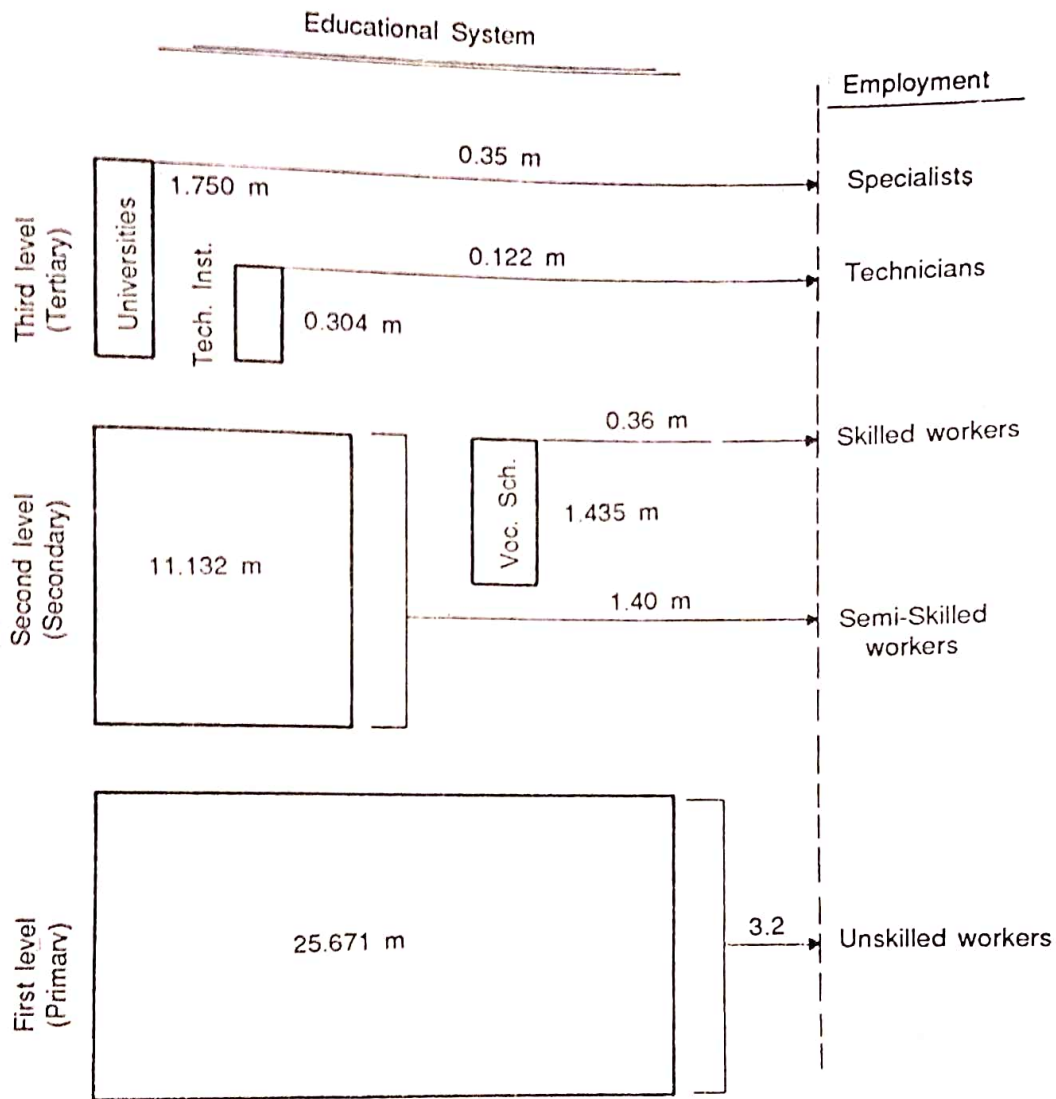 Educational System
Employment
Third level
(Tertiary)
Universities
1.750 m
0.35 m
Specialists
Tech. Inst.
0.304 m
0.122 m
Technicians
Second level
(Secondary)
11.132 m
Voc. Sch.
1.435 m
0.36 m
Skilled workers
1.40 m
Semi-Skilled
workers
First level
(Primary)
25.671 m
3.2
Unskilled workers